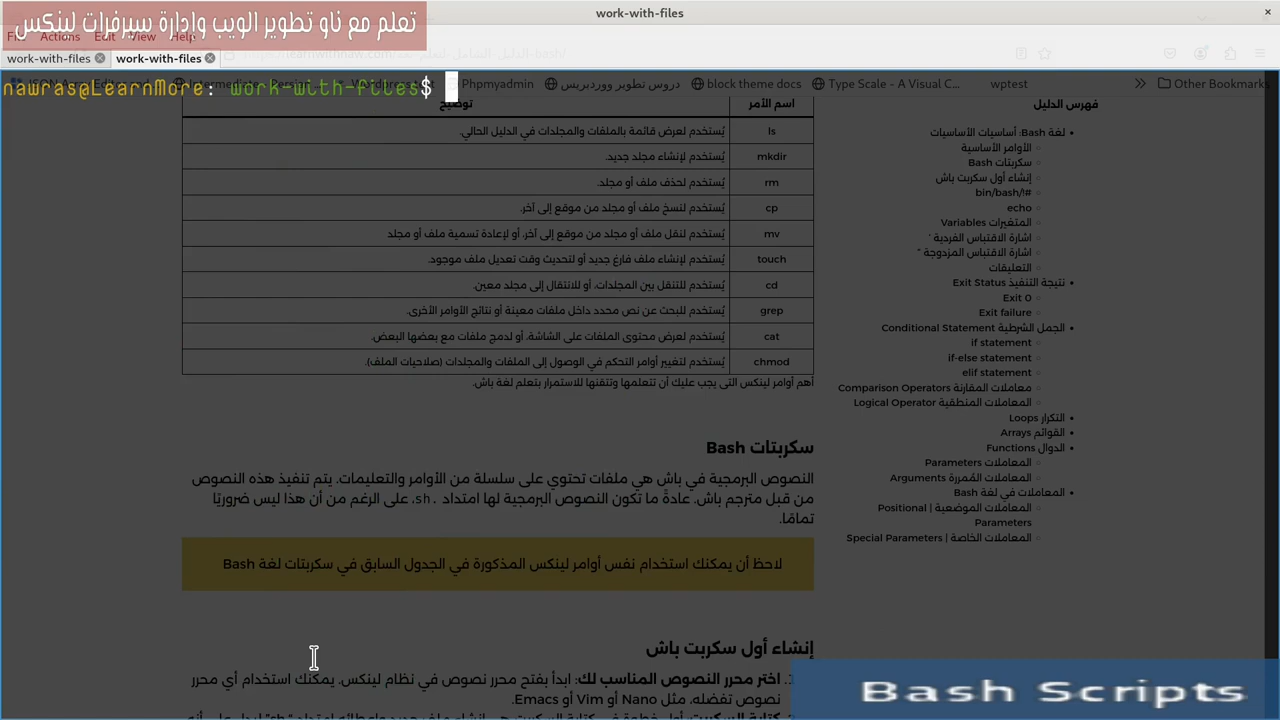 work-with-files
تعلم مع ناو تطوير الويب وإدارة سيرفرات لينكس
File Actions Edit View Help
work-with-files work-with-files
nawras@LearnMore: work-with-files$
JSON Array Editor and Intermediate Persian Wordpress Phpmyadmin دروس تطوير ووردبريس block theme docs Type Scale - A Visual C... wptest Other Bookmarks
اسم الأمر توضيح
ls يُستخدم لعرض قائمة بالملفات والمجلدات في الدليل الحالي.
mkdir يُستخدم لإنشاء مجلد جديد.
rm يُستخدم لحذف ملف أو مجلد.
cp يُستخدم لنسخ ملف أو مجلد من موقع إلى آخر.
mv يُستخدم لنقل ملف أو مجلد من موقع إلى آخر، أو لإعادة تسمية ملف أو مجلد
touch يُستخدم لإنشاء ملف فارغ جديد أو لتحديث وقت تعديل ملف موجود.
cd يُستخدم للتنقل بين المجلدات، أو للانتقال إلى مجلد معين.
grep يُستخدم للبحث عن نص محدد داخل ملفات معينة أو نتائج الأوامر الأخرى.
cat يُستخدم لعرض محتوى الملفات على الشاشة، أو لدمج ملفات مع بعضها البعض.
chmod يُستخدم لتغيير أوامر التحكم في الوصول إلى الملفات والمجلدات (صلاحيات الملف).
أهم أوامر لينكس التي يجب عليك أن تتعلمها وتتقنها للاستمرار بتعلم لغة باش.
سكربتات Bash
النصوص البرمجية في باش هي ملفات تحتوي على سلسلة من الأوامر والتعليمات. يتم تنفيذ هذه النصوص
من قبل مترجم باش. عادةً ما تكون النصوص البرمجية لها امتداد .sh، على الرغم من أن هذا ليس ضروريًا
تمامًا.
لاحظ أن يمكنك استخدام نفس أوامر لينكس المذكورة في الجدول السابق في سكربتات لغة Bash
إنشاء أول سكربت باش
1. اختر محرر النصوص المناسب لك: ابدأ بفتح محرر نصوص في نظام لينكس. يمكنك استخدام أي محرر
نصوص تفضله، مثل Nano أو Vim أو Emacs.
فهرس الدليل
لغة Bash: أساسيات الأساسيات
الأوامر الأساسية
سكربتات Bash
إنشاء أول سكربت باش
#!/bin/bash
echo
المتغيرات Variables
اشارة الاقتباس الفردية '
اشارة الاقتباس المزدوجة "
التعليقات
نتيجة التنفيذ Exit Status
Exit 0
Exit failure
الجمل الشرطية Conditional Statement
if statement
if-else statement
elif statement
معاملات المقارنة Comparison Operators
المعاملات المنطقية Logical Operator
التكرار Loops
القوائم Arrays
الدوال Functions
المعاملات Parameters
المعاملات المُمررة Arguments
المعاملات في لغة Bash
المعاملات الموضعية | Positional
Parameters
المعاملات الخاصة | Special Parameters
Bash Scripts